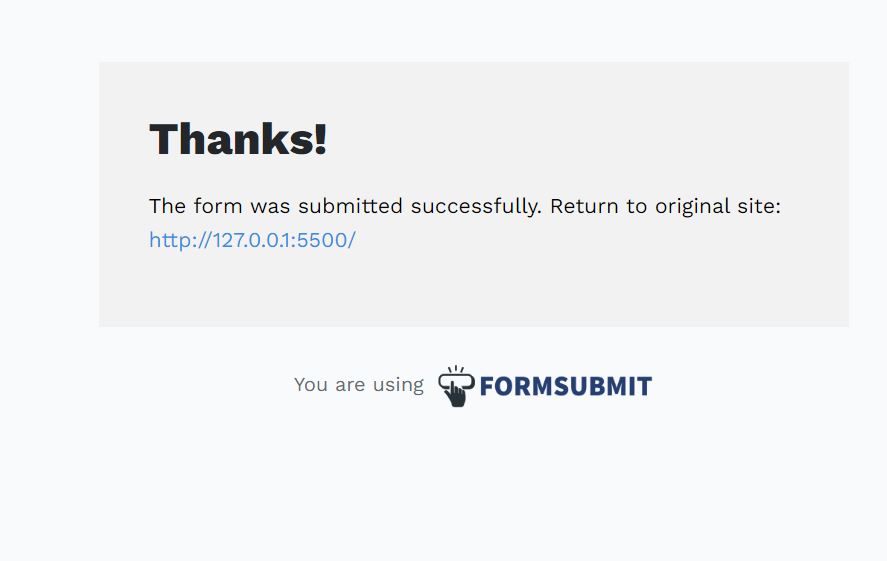 Thanks!
The form was submitted successfully. Return to original site:
http://127.0.0.1:5500/
You are using FORMSUBMIT